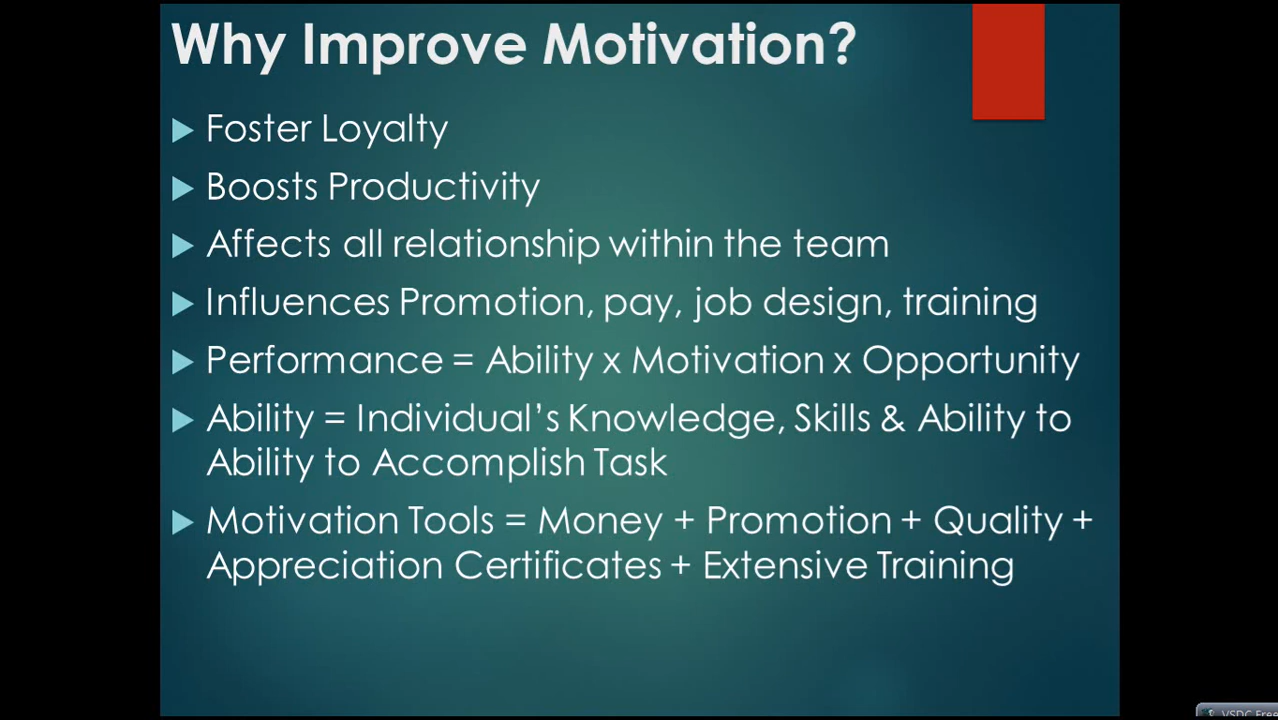 Why Improve Motivation?
Foster Loyalty
Boosts Productivity
Affects all relationship within the team
Influences Promotion, pay, job design, training
Performance = Ability x Motivation x Opportunity
Ability = Individual’s Knowledge, Skills & Ability to
Ability to Accomplish Task
Motivation Tools = Money + Promotion + Quality +
Appreciation Certificates + Extensive Training
VSDC Free